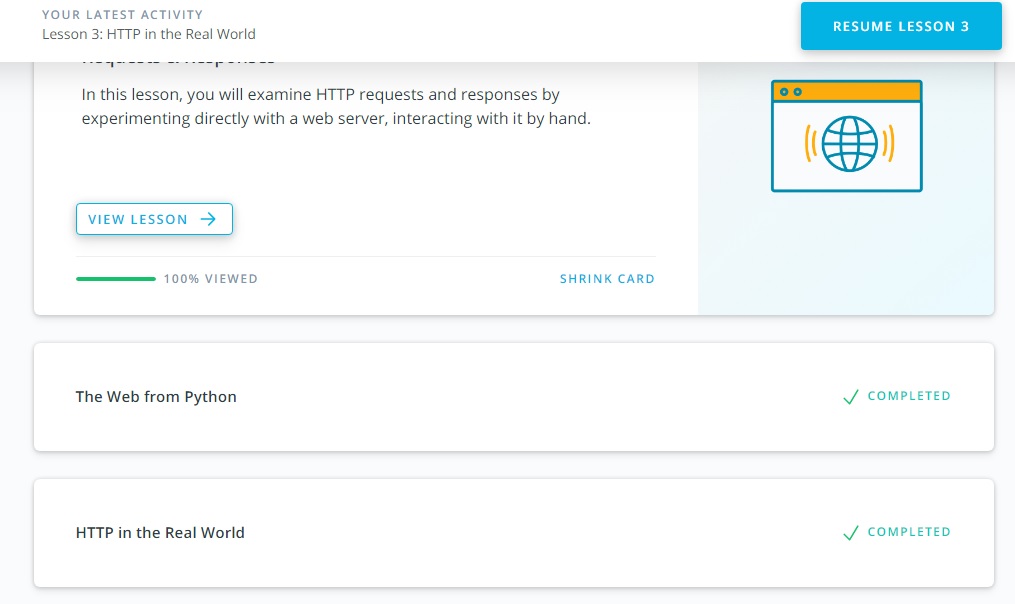 YOUR LATEST ACTIVITY
Lesson 3: HTTP in the Real World
RESUME LESSON 3
Requests & Responses
In this lesson, you will examine HTTP requests and responses by
experimenting directly with a web server, interacting with it by hand.
VIEW LESSON
100% VIEWED
SHRINK CARD
The Web from Python
COMPLETED
HTTP in the Real World
COMPLETED